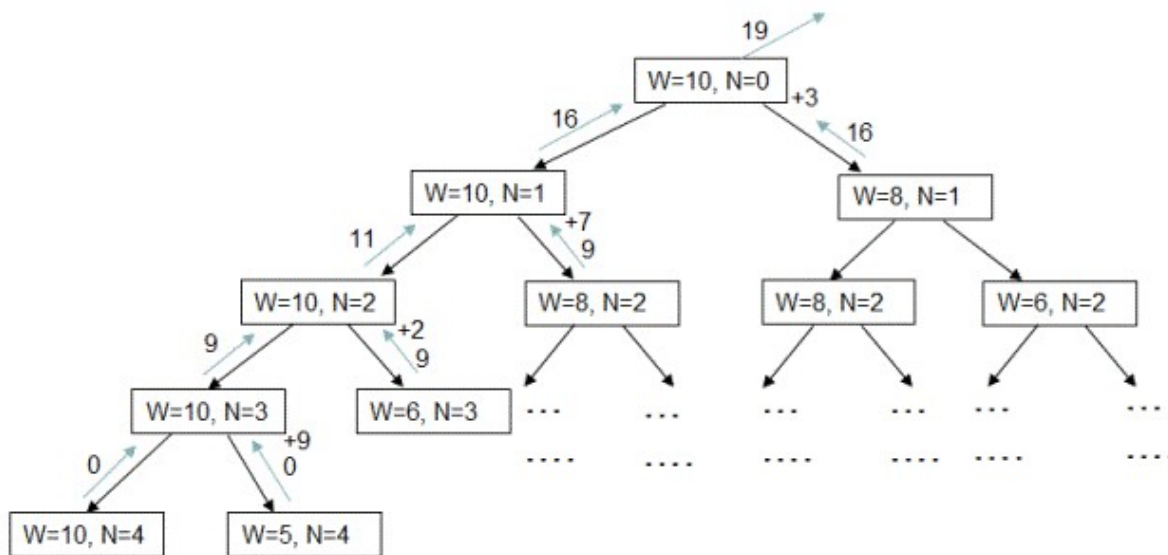 19
W=10, N=0
+3
16
16
W=10, N=1
W=8, N=1
+7
11
9
W=10, N=2
W=8, N=2
W=8, N=2
W=6, N=2
+2
9
9
W=10, N=3
W=6, N=3
... ... ... ... ... ...
+9
0
0
.... .... .... .... .... ....
W=10, N=4
W=5, N=4